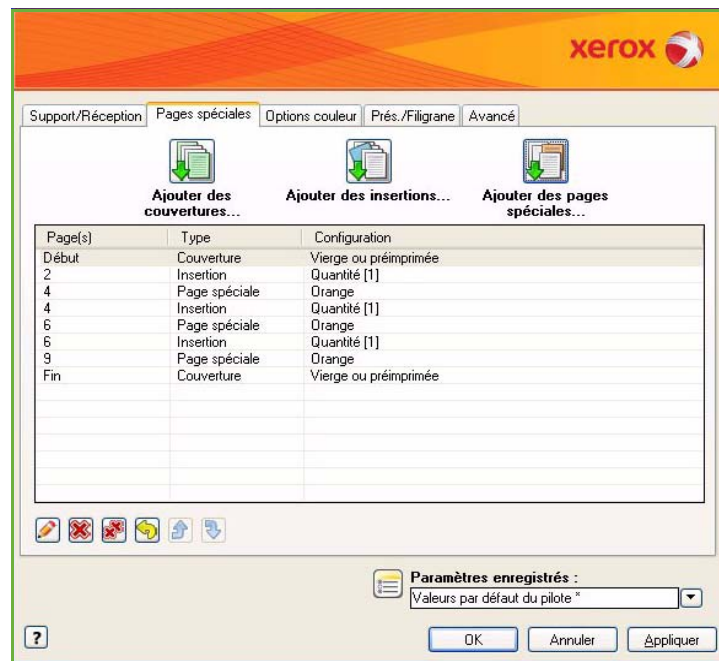 xerox
Support/Réception Pages spéciales Options couleur Prés./Filigrane Avancé
Ajouter des couvertures...
Ajouter des insertions...
Ajouter des pages spéciales...
Page(s) Type Configuration
Début Couverture Vierge ou préimprimée
2 Insertion Quantité [1]
4 Page spéciale Orange
4 Insertion Quantité [1]
6 Page spéciale Orange
6 Insertion Quantité [1]
9 Page spéciale Orange
Fin Couverture Vierge ou préimprimée
Paramètres enregistrés :
Valeurs par défaut du pilote *
? OK Annuler Appliquer